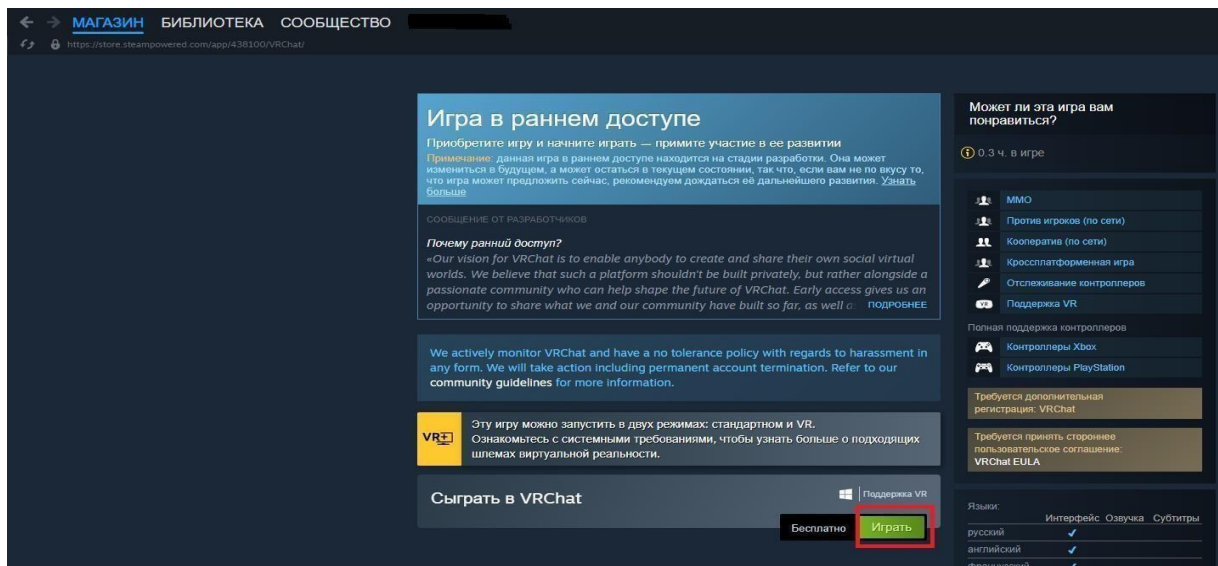 МАГАЗИН БИБЛИОТЕКА СООБЩЕСТВО
https://store.steampowered.com/app/438100/VRChat/
Игра в раннем доступе
Приобретите игру и начните играть — примите участие в ее развитии
Примечание: данная игра в раннем доступе находится на стадии разработки. Она может
измениться в будущем, а может остаться в текущем состоянии, так что, если вам не по вкусу то,
что игра может предложить сейчас, рекомендуем дождаться её дальнейшего развития. Узнать
больше
СООБЩЕНИЕ ОТ РАЗРАБОТЧИКОВ
Почему ранний доступ?
«Our vision for VRChat is to enable anybody to create and share their own social virtual
worlds. We believe that such a platform shouldn't be built privately, but rather alongside a
passionate community who can help shape the future of VRChat. Early access gives us an
opportunity to share what we and our community have built so far, as well a ПОДРОБНЕЕ
We actively monitor VRChat and have a no tolerance policy with regards to harassment in
any form. We will take action including permanent account termination. Refer to our
community guidelines for more information.
VR
Эту игру можно запустить в двух режимах: стандартном и VR.
Ознакомьтесь с системными требованиями, чтобы узнать больше о подходящих
шлемах виртуальной реальности.
Сыграть в VRChat
Поддержка VR
Бесплатно Играть
Может ли эта игра вам
понравиться?
0.3 ч. в игре
ММО
Против игроков (по сети)
Кооператив (по сети)
Кроссплатформенная игра
Отслеживание контроллеров
VR Поддержка VR
Полная поддержка контроллеров
Контроллеры Xbox
Контроллеры PlayStation
Требуется дополнительная
регистрация: VRChat
Требуется принять стороннее
пользовательское соглашение:
VRChat EULA
Языки:
Интерфейс Озвучка Субтитры
русский
английский